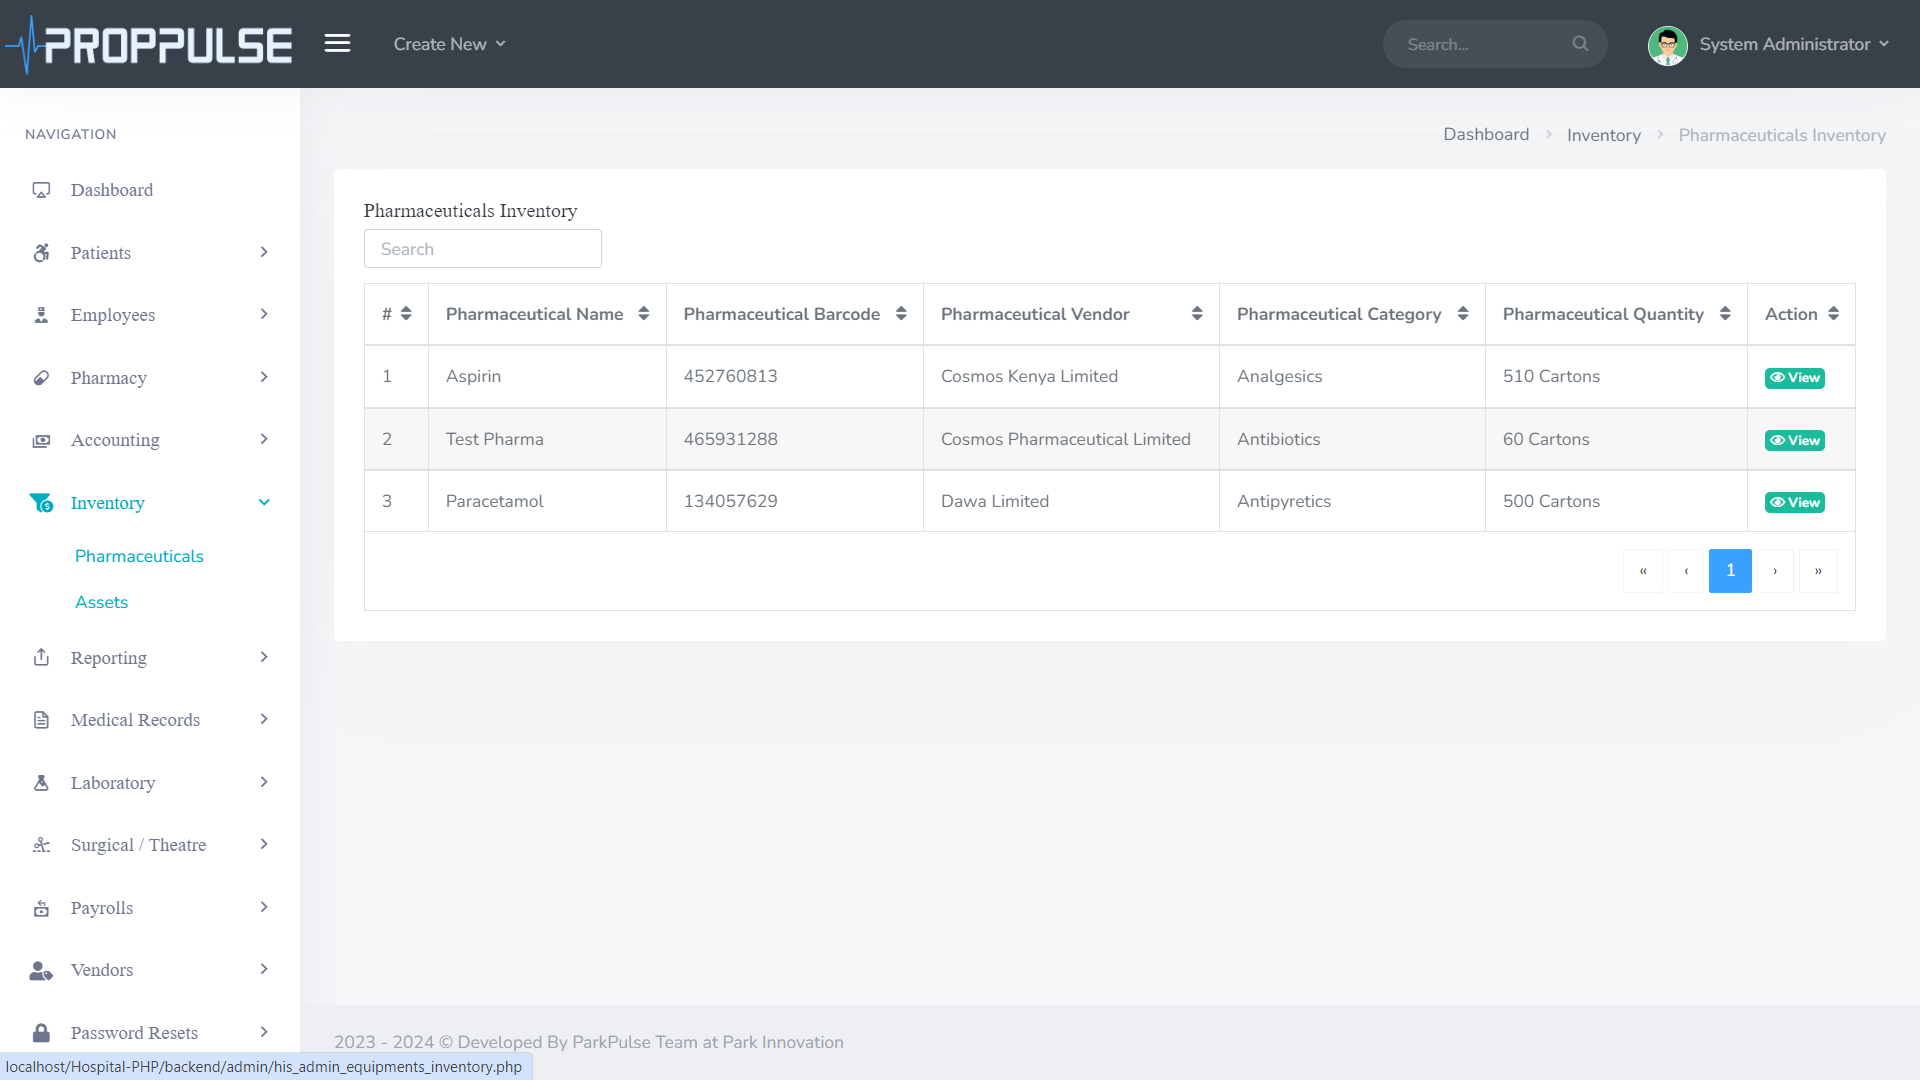 PROPPULSE
Create New
Search...
System Administrator
NAVIGATION
Dashboard
Patients
Employees
Pharmacy
Accounting
Inventory
Pharmaceuticals
Assets
Reporting
Medical Records
Laboratory
Surgical / Theatre
Payrolls
Vendors
Password Resets
Dashboard > Inventory > Pharmaceuticals Inventory
Pharmaceuticals Inventory
Search
# Pharmaceutical Name Pharmaceutical Barcode Pharmaceutical Vendor Pharmaceutical Category Pharmaceutical Quantity Action
1 Aspirin 452760813 Cosmos Kenya Limited Analgesics 510 Cartons View
2 Test Pharma 465931288 Cosmos Pharmaceutical Limited Antibiotics 60 Cartons View
3 Paracetamol 134057629 Dawa Limited Antipyretics 500 Cartons View
« ‹ 1 › »
2023 - 2024 © Developed By ParkPulse Team at Park Innovation
localhost/Hospital-PHP/backend/admin/his_admin_equipments_inventory.php